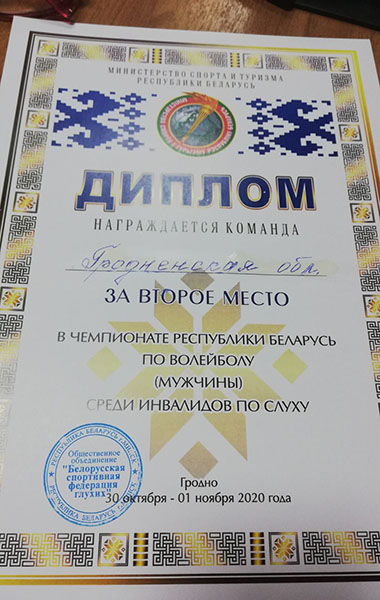 МИНИСТЕРСТВО СПОРТА И ТУРИЗМА
РЕСПУБЛИКИ БЕЛАРУСЬ
ДИПЛОМ
НАГРАЖДАЕТСЯ КОМАНДА
Гродненская обл.
ЗА ВТОРОЕ МЕСТО
В ЧЕМПИОНАТЕ РЕСПУБЛИКИ БЕЛАРУСЬ
ПО ВОЛЕЙБОЛУ
(МУЖЧИНЫ)
СРЕДИ ИНВАЛИДОВ ПО СЛУХУ
Общественное
объединение
"Белорусская
спортивная
федерация
глухих"
Гродно
30 октября - 01 ноября 2020 года